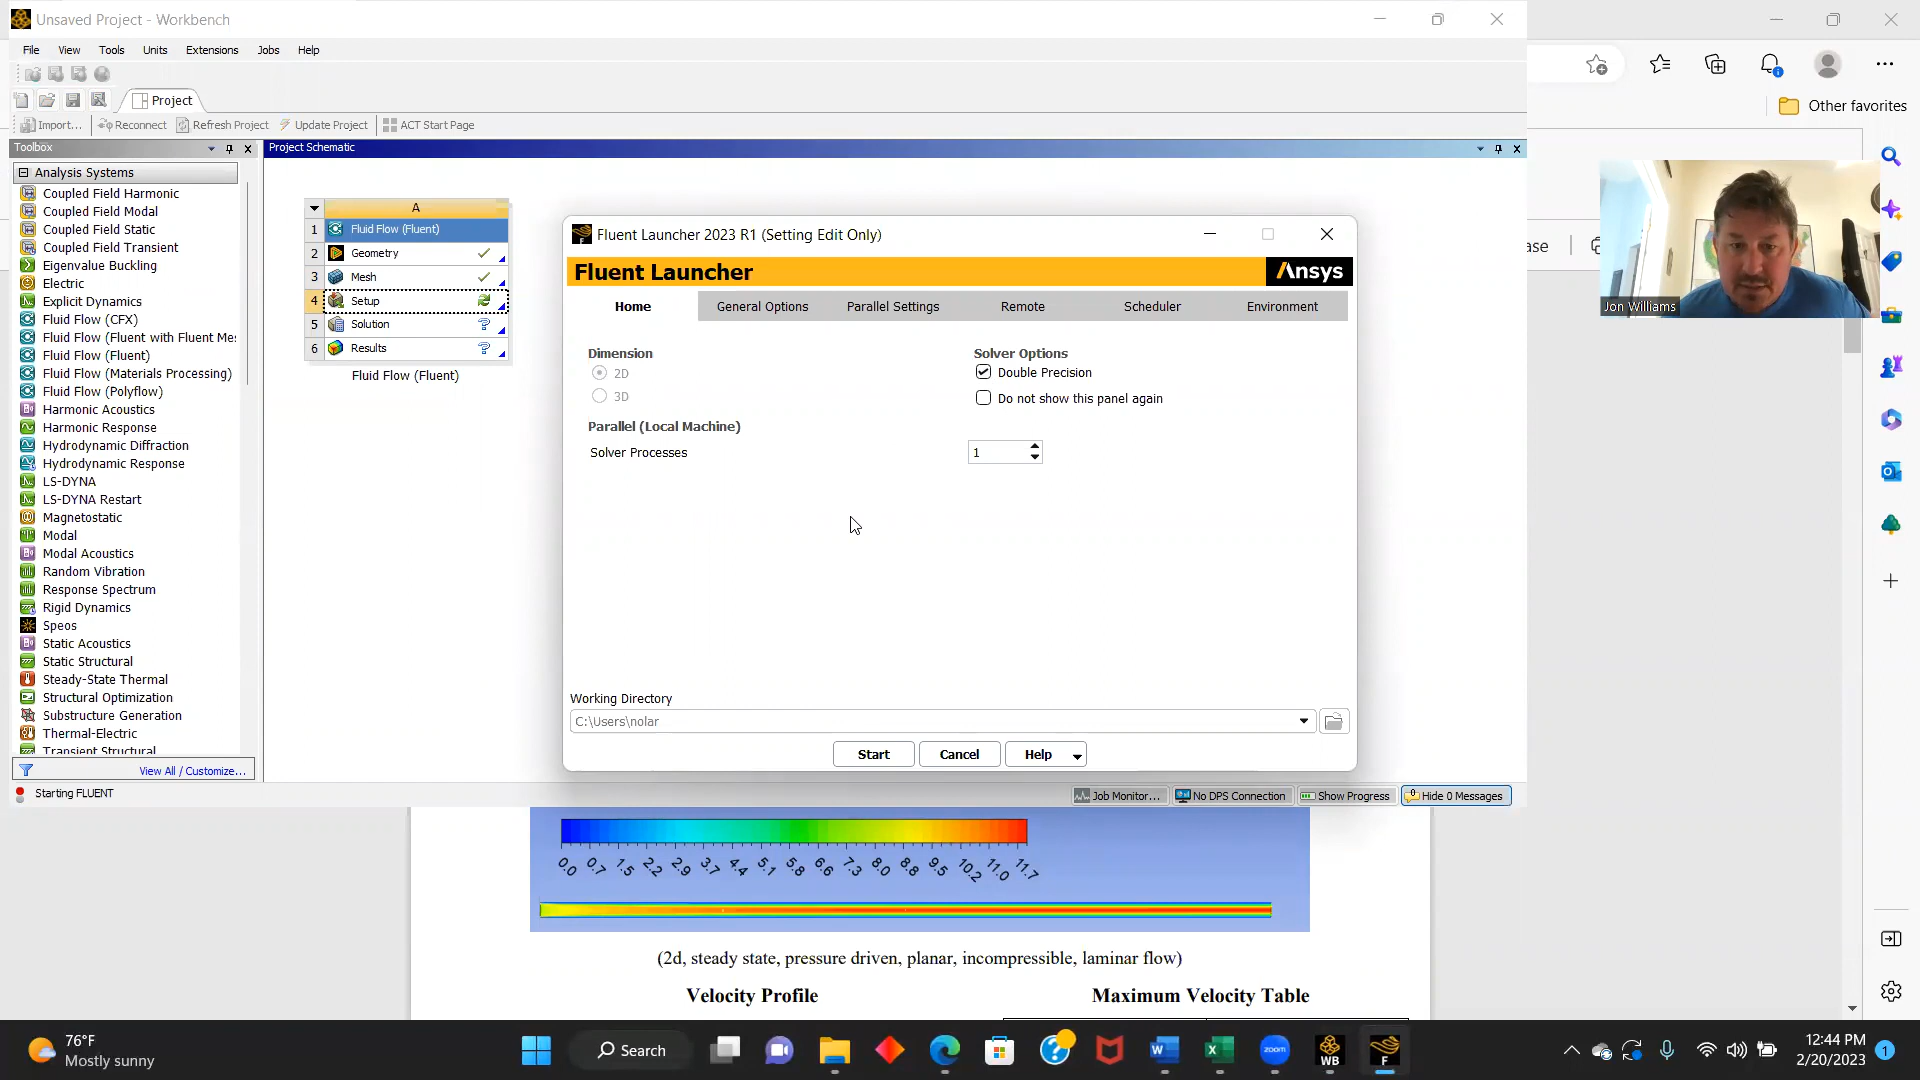 Unsaved Project - Workbench
File View Tools Units Extensions Jobs Help
Project
Import... Reconnect Refresh Project Update Project ACT Start Page
Other favorites
Toolbox
Project Schematic
Analysis Systems
Coupled Field Harmonic
Coupled Field Modal
Coupled Field Static
Coupled Field Transient
Eigenvalue Buckling
Electric
Explicit Dynamics
Fluid Flow (CFX)
Fluid Flow (Fluent with Fluent Me
Fluid Flow (Fluent)
Fluid Flow (Materials Processing)
Fluid Flow (Polyflow)
Harmonic Acoustics
Harmonic Response
Hydrodynamic Diffraction
Hydrodynamic Response
LS-DYNA
LS-DYNA Restart
Magnetostatic
Modal
Modal Acoustics
Random Vibration
Response Spectrum
Rigid Dynamics
Speos
Static Acoustics
Static Structural
Steady-State Thermal
Structural Optimization
Substructure Generation
Thermal-Electric
Transient Structural
View All / Customize...
A
1 Fluid Flow (Fluent)
2 Geometry
3 Mesh
4 Setup
5 Solution
6 Results
Fluid Flow (Fluent)
Fluent Launcher 2023 R1 (Setting Edit Only)
Fluent Launcher
Ansys
Home General Options Parallel Settings Remote Scheduler Environment
Dimension
2D
3D
Solver Options
Double Precision
Do not show this panel again
Parallel (Local Machine)
Solver Processes 1
Working Directory
C:\Users\nolar
Start Cancel Help
ase
Jon Williams
Starting FLUENT
Job Monitor... No DPS Connection Show Progress Hide 0 Messages
0.0 0.7 1.5 2.2 2.9 3.7 4.4 5.1 5.8 6.6 7.3 8.0 8.8 9.5 10.2 11.0 11.7
(2d, steady state, pressure driven, planar, incompressible, laminar flow)
Velocity Profile Maximum Velocity Table
76°F
Mostly sunny
Search
zoom
WB
F
12:44 PM
2/20/2023
1